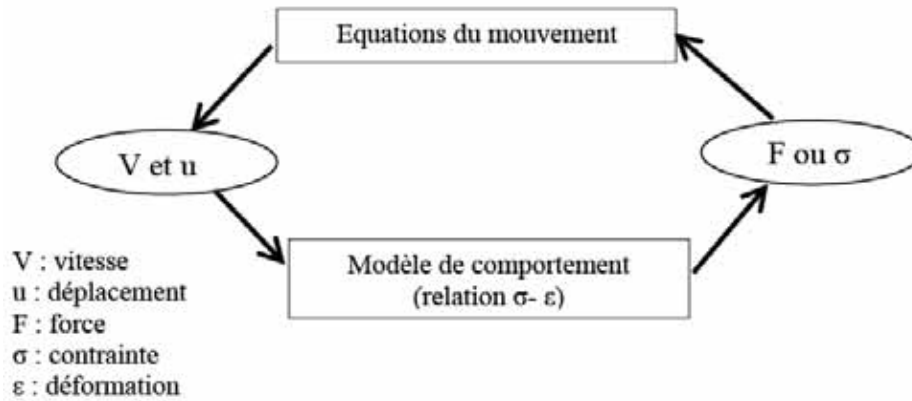 Equations du mouvement
V et u
F ou σ
Modèle de comportement
(relation σ- ε)
V : vitesse
u : déplacement
F : force
σ : contrainte
ε : déformation